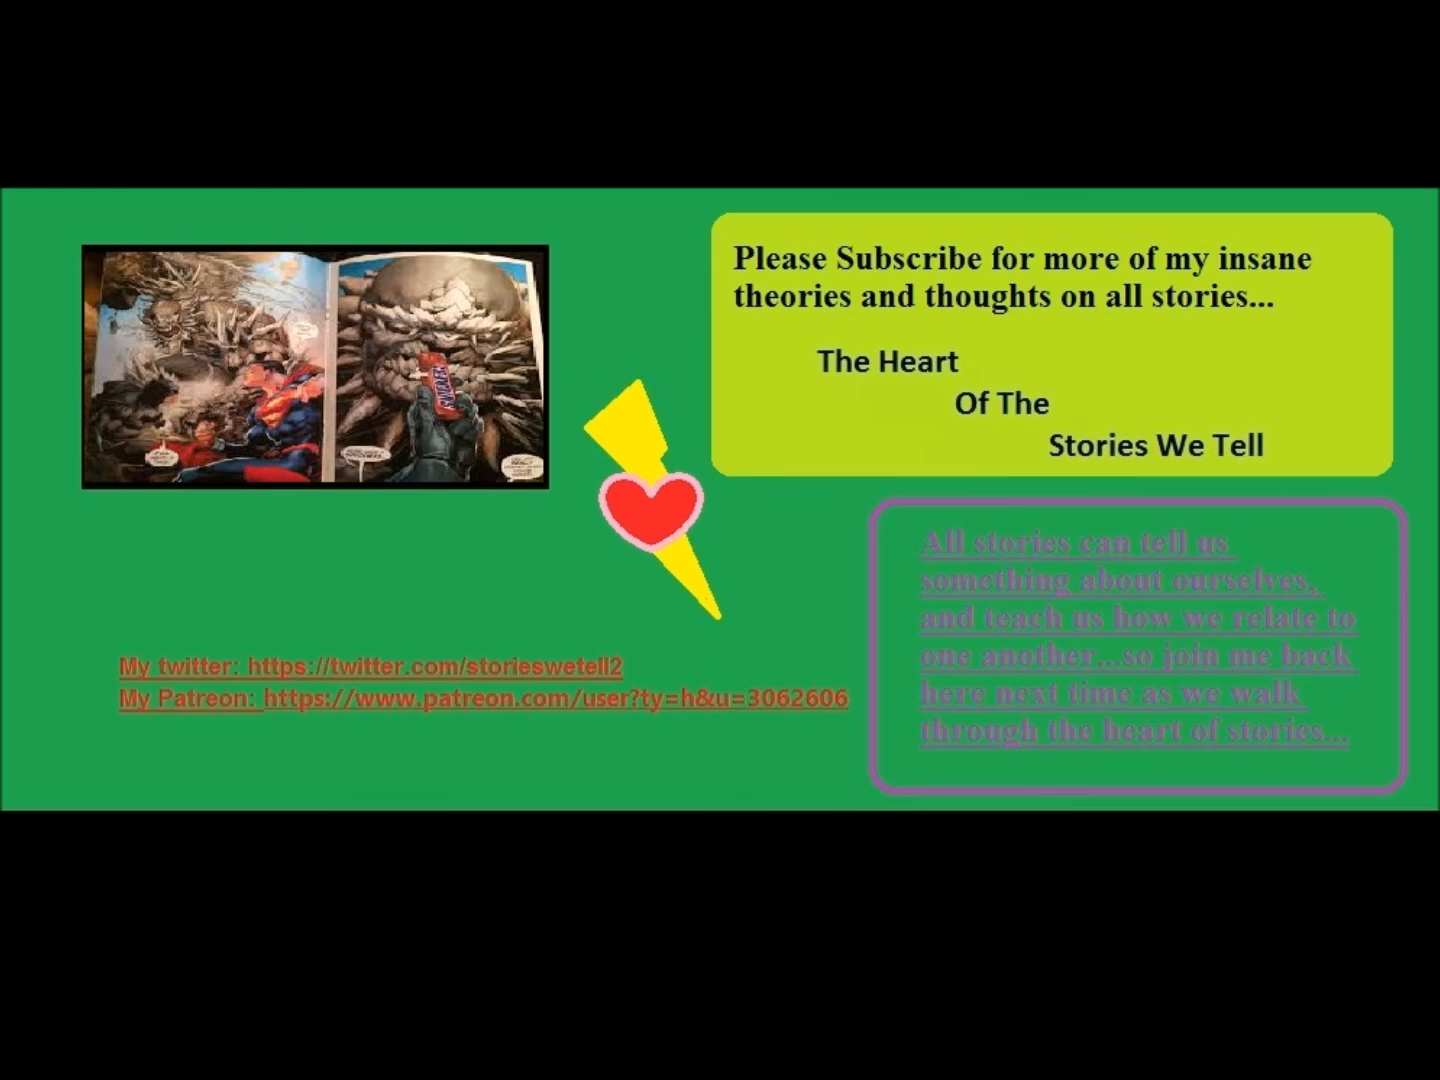 Please Subscribe for more of my insane
theories and thoughts on all stories...
The Heart
Of The
Stories We Tell
All stories can tell us
something about ourselves,
and teach us how we relate to
one another...so join me back
here next time as we walk
through the heart of stories...
My twitter: https://twitter.com/storieswetell2
My Patreon: https://www.patreon.com/user?ty=h&u=3062606